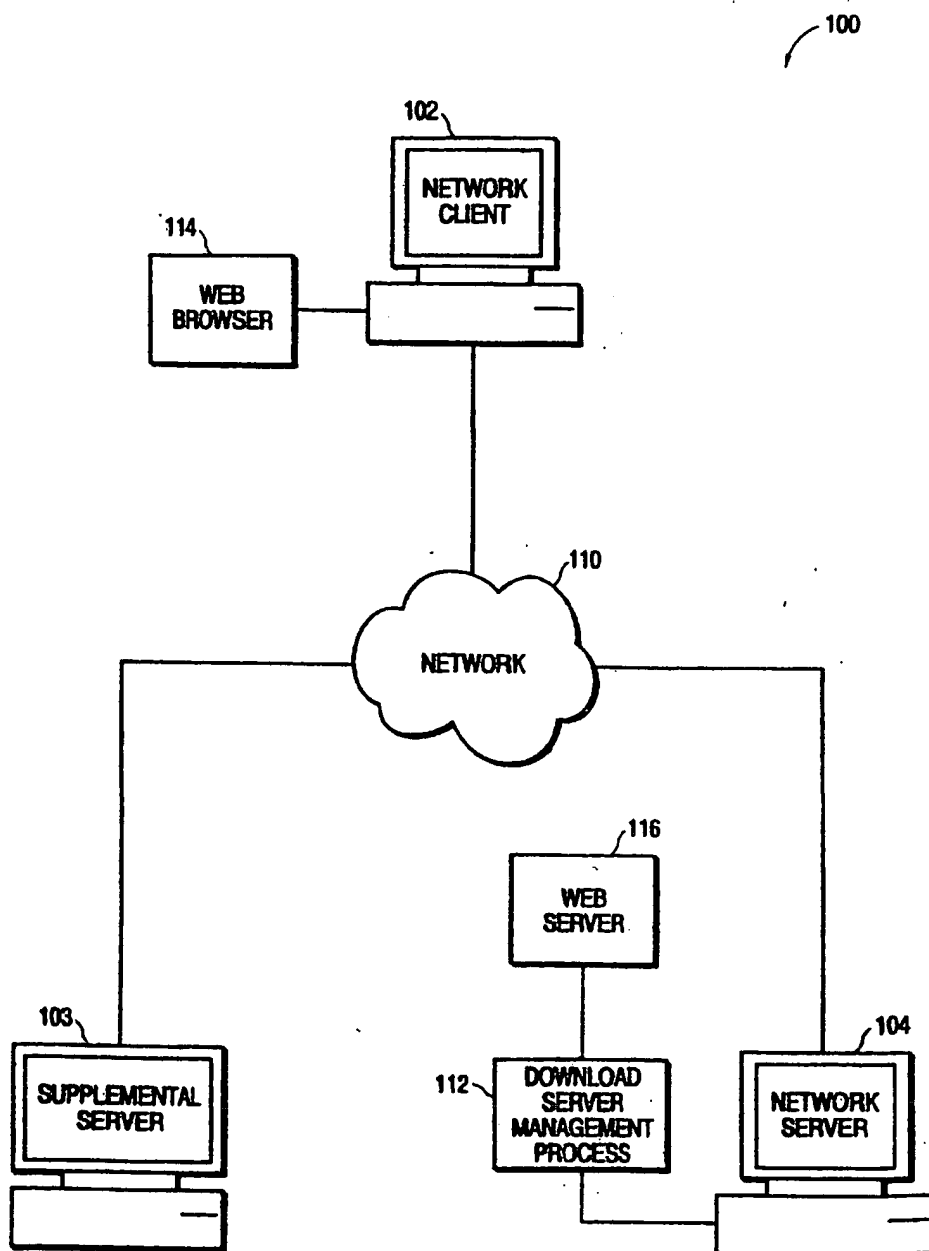 100
102
NETWORK
CLIENT
114
WEB
BROWSER
110
NETWORK
116
WEB
SERVER
103
SUPPLEMENTAL
SERVER
112
DOWNLOAD
SERVER
MANAGEMENT
PROCESS
104
NETWORK
SERVER